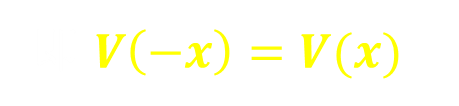 V(−x) = V(x)